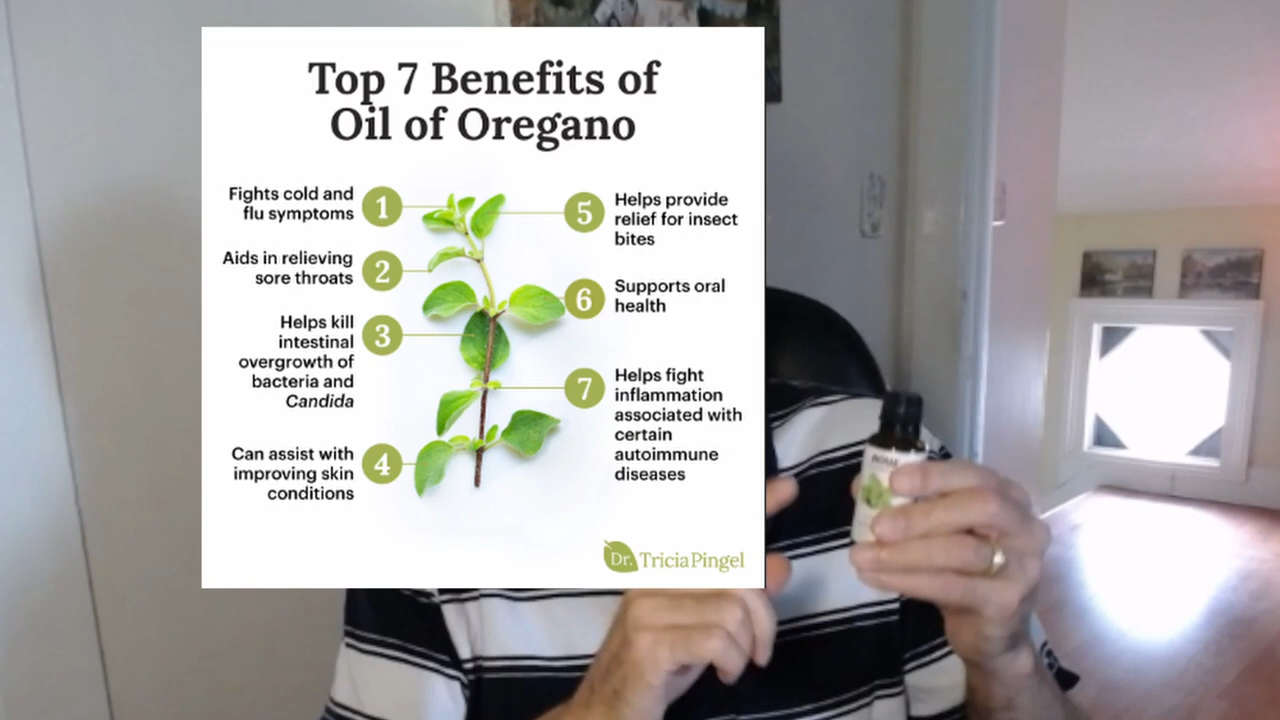 Top 7 Benefits of
Oil of Oregano
1
Fights cold and
flu symptoms
2
Aids in relieving
sore throats
3
Helps kill
intestinal
overgrowth of
bacteria and
Candida
4
Can assist with
improving skin
conditions
5
Helps provide
relief for insect
bites
6
Supports oral
health
7
Helps fight
inflammation
associated with
certain
autoimmune
diseases
Dr. Tricia Pingel